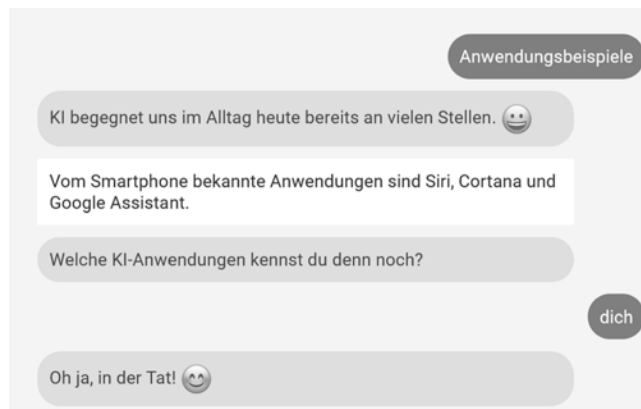 Anwendungsbeispiele
KI begegnet uns im Alltag heute bereits an vielen Stellen. 😀
Vom Smartphone bekannte Anwendungen sind Siri, Cortana und
Google Assistant.
Welche KI-Anwendungen kennst du denn noch?
dich
Oh ja, in der Tat! 😊